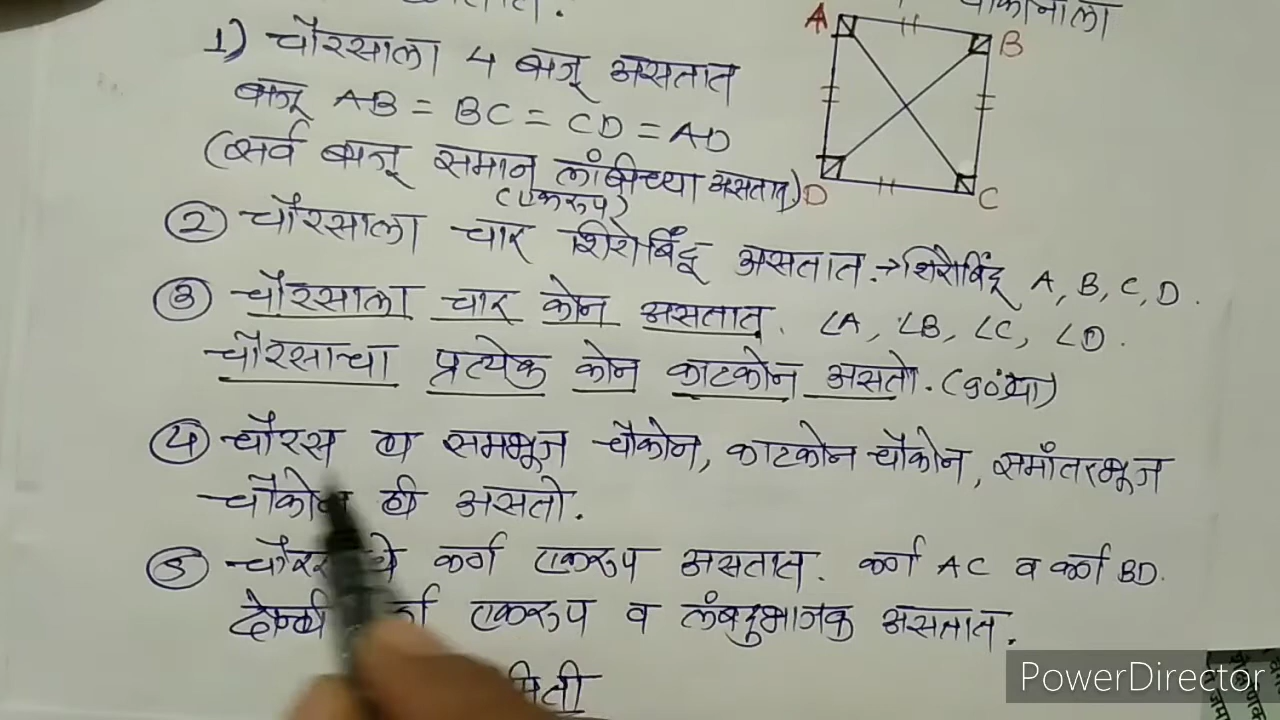 A B
1) चौरसाला 4 बाजू असतात
बाजू AB = BC = CD = AD
(सर्व बाजू समान लांबीच्या असतात)
(एकरुप)
D C
② चौरसाला चार शिरोबिंदू असतात. → शिरोबिंदू A, B, C, D.
③ चौरसाला चार कोन असतात. ∠A, ∠B, ∠C, ∠D.
चौरसाचा प्रत्येक कोन काटकोन असतो. (90°चा)
④ चौरस हा समभूज चौकोन, काटकोन चौकोन, समांतरभूज
चौकोन ही असतो.
⑤ कर्ण एकरुप असतात. कर्ण AC व कर्ण BD.
एकरुप व लंबदुभाजक असतात.
PowerDirector